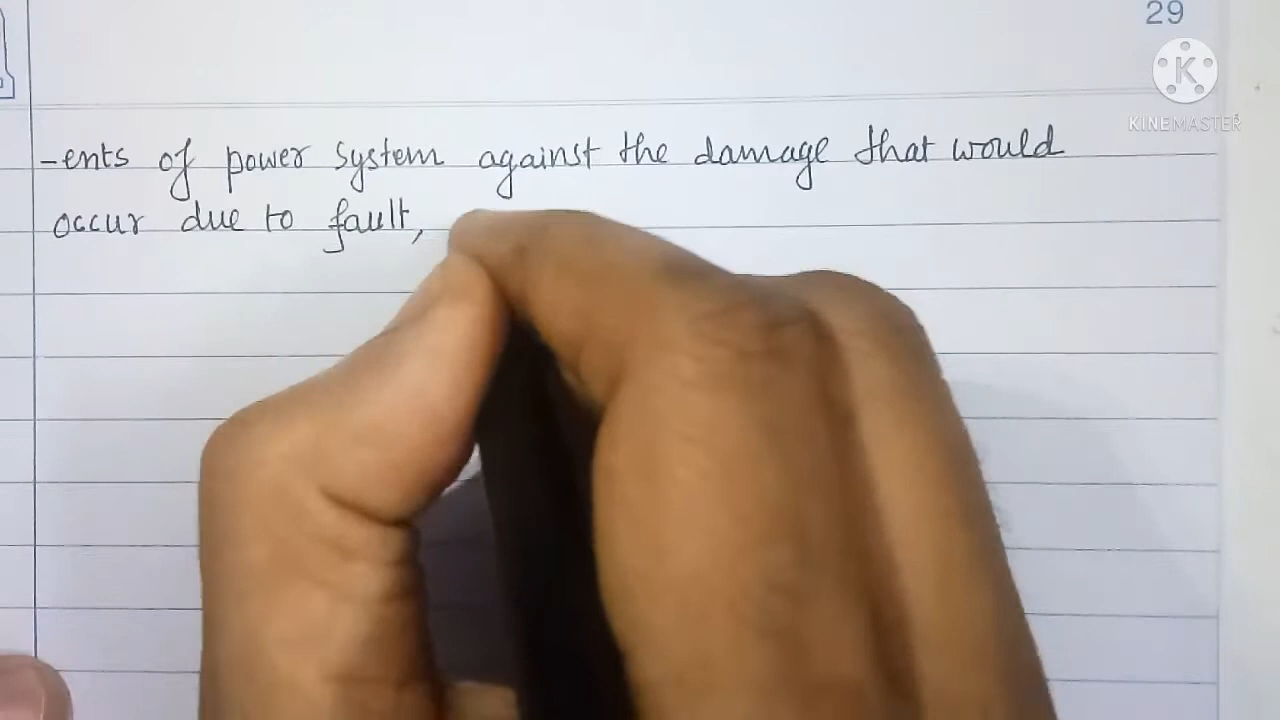 29
K
KINEMASTER
-ents of power system against the damage that would
occur due to fault,